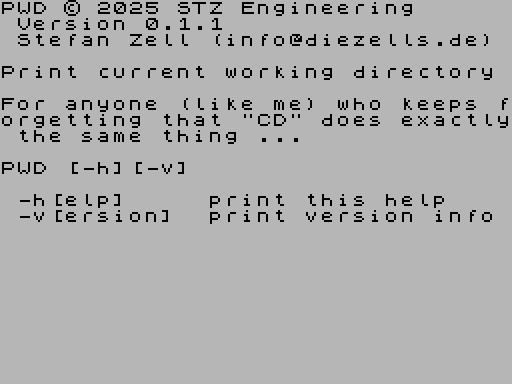 PWD © 2025 STZ Engineering
Version 0.1.1
Stefan Zell (info@diezells.de)
Print current working directory
For anyone (like me) who keeps f
orgetting that "CD" does exactly
the same thing ...
PWD [-h][-v]
-h[elp] print this help
-v[ersion] print version info